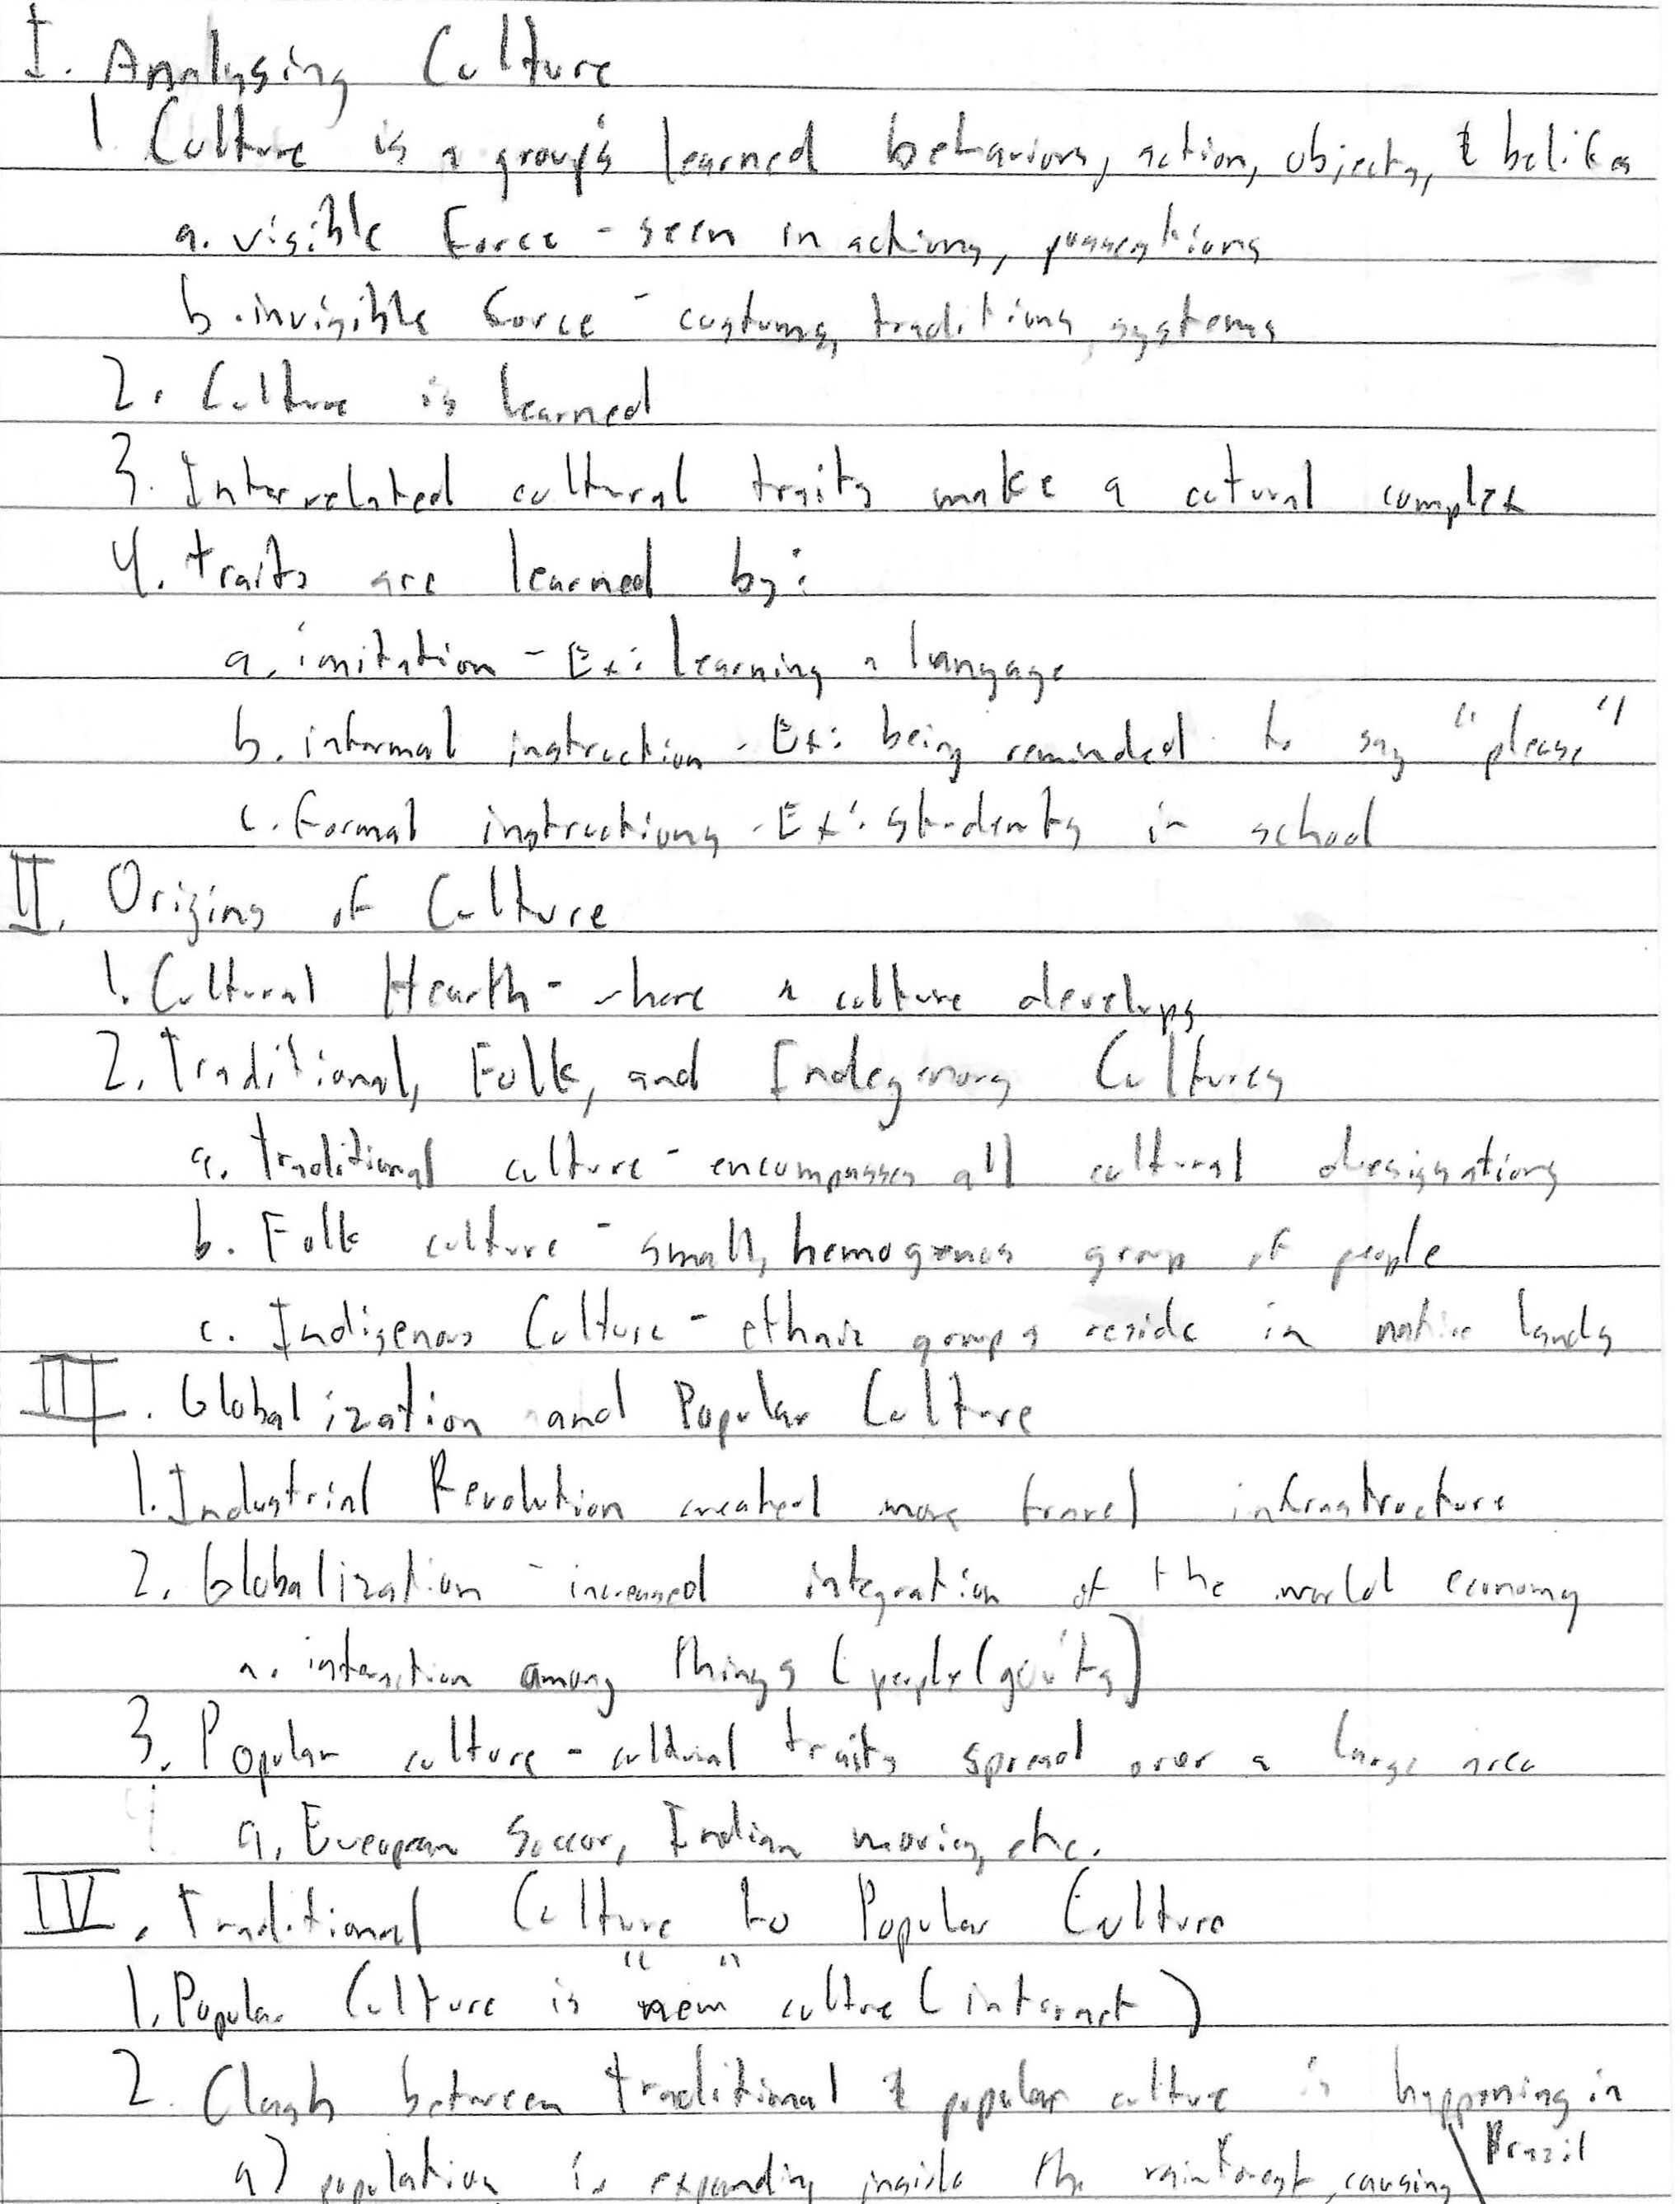 I. Analysing Culture
1 Culture is a group's learned behaviors, action, objects, & beliefs
a. visible force - seen in actions, possestions
b. invisible force - customs, traditions, systems
2. Culture is learned
3. Interrelated cultural traits make a cutural complex
4. traits are learned by:
a. imitation - Ex: learning a langage
b. informal instruction - Ex: being reminded to say "please"
c. formal instructions - Ex: students in school
II. Origins of Culture
1. Cultural Hearth - where a culture develops
2. Traditional, Folk, and Indegenous Cultures
a. traditional culture - encompasses all cultural designations
b. Folk culture - small, hemogenus group of people
c. Indigenous Culture - ethnic groups reside in native lands
III. Globalization and Popular Culture
1. Industrial Revolution created more travel infrastructure
2. Globalization - increased integration of the world economy
a. interaction among things (people(gov'ts)
3. Popular culture - cultural traits spread over a large area
a. European Soccer, Indian movies, etc.
IV. Traditional Culture to Popular Culture
1. Popular Culture is "new" culture (internet)
2. Clash between traditional & popular culture is happening in
Brazil
a) population is expanding inside the rainforest, causing